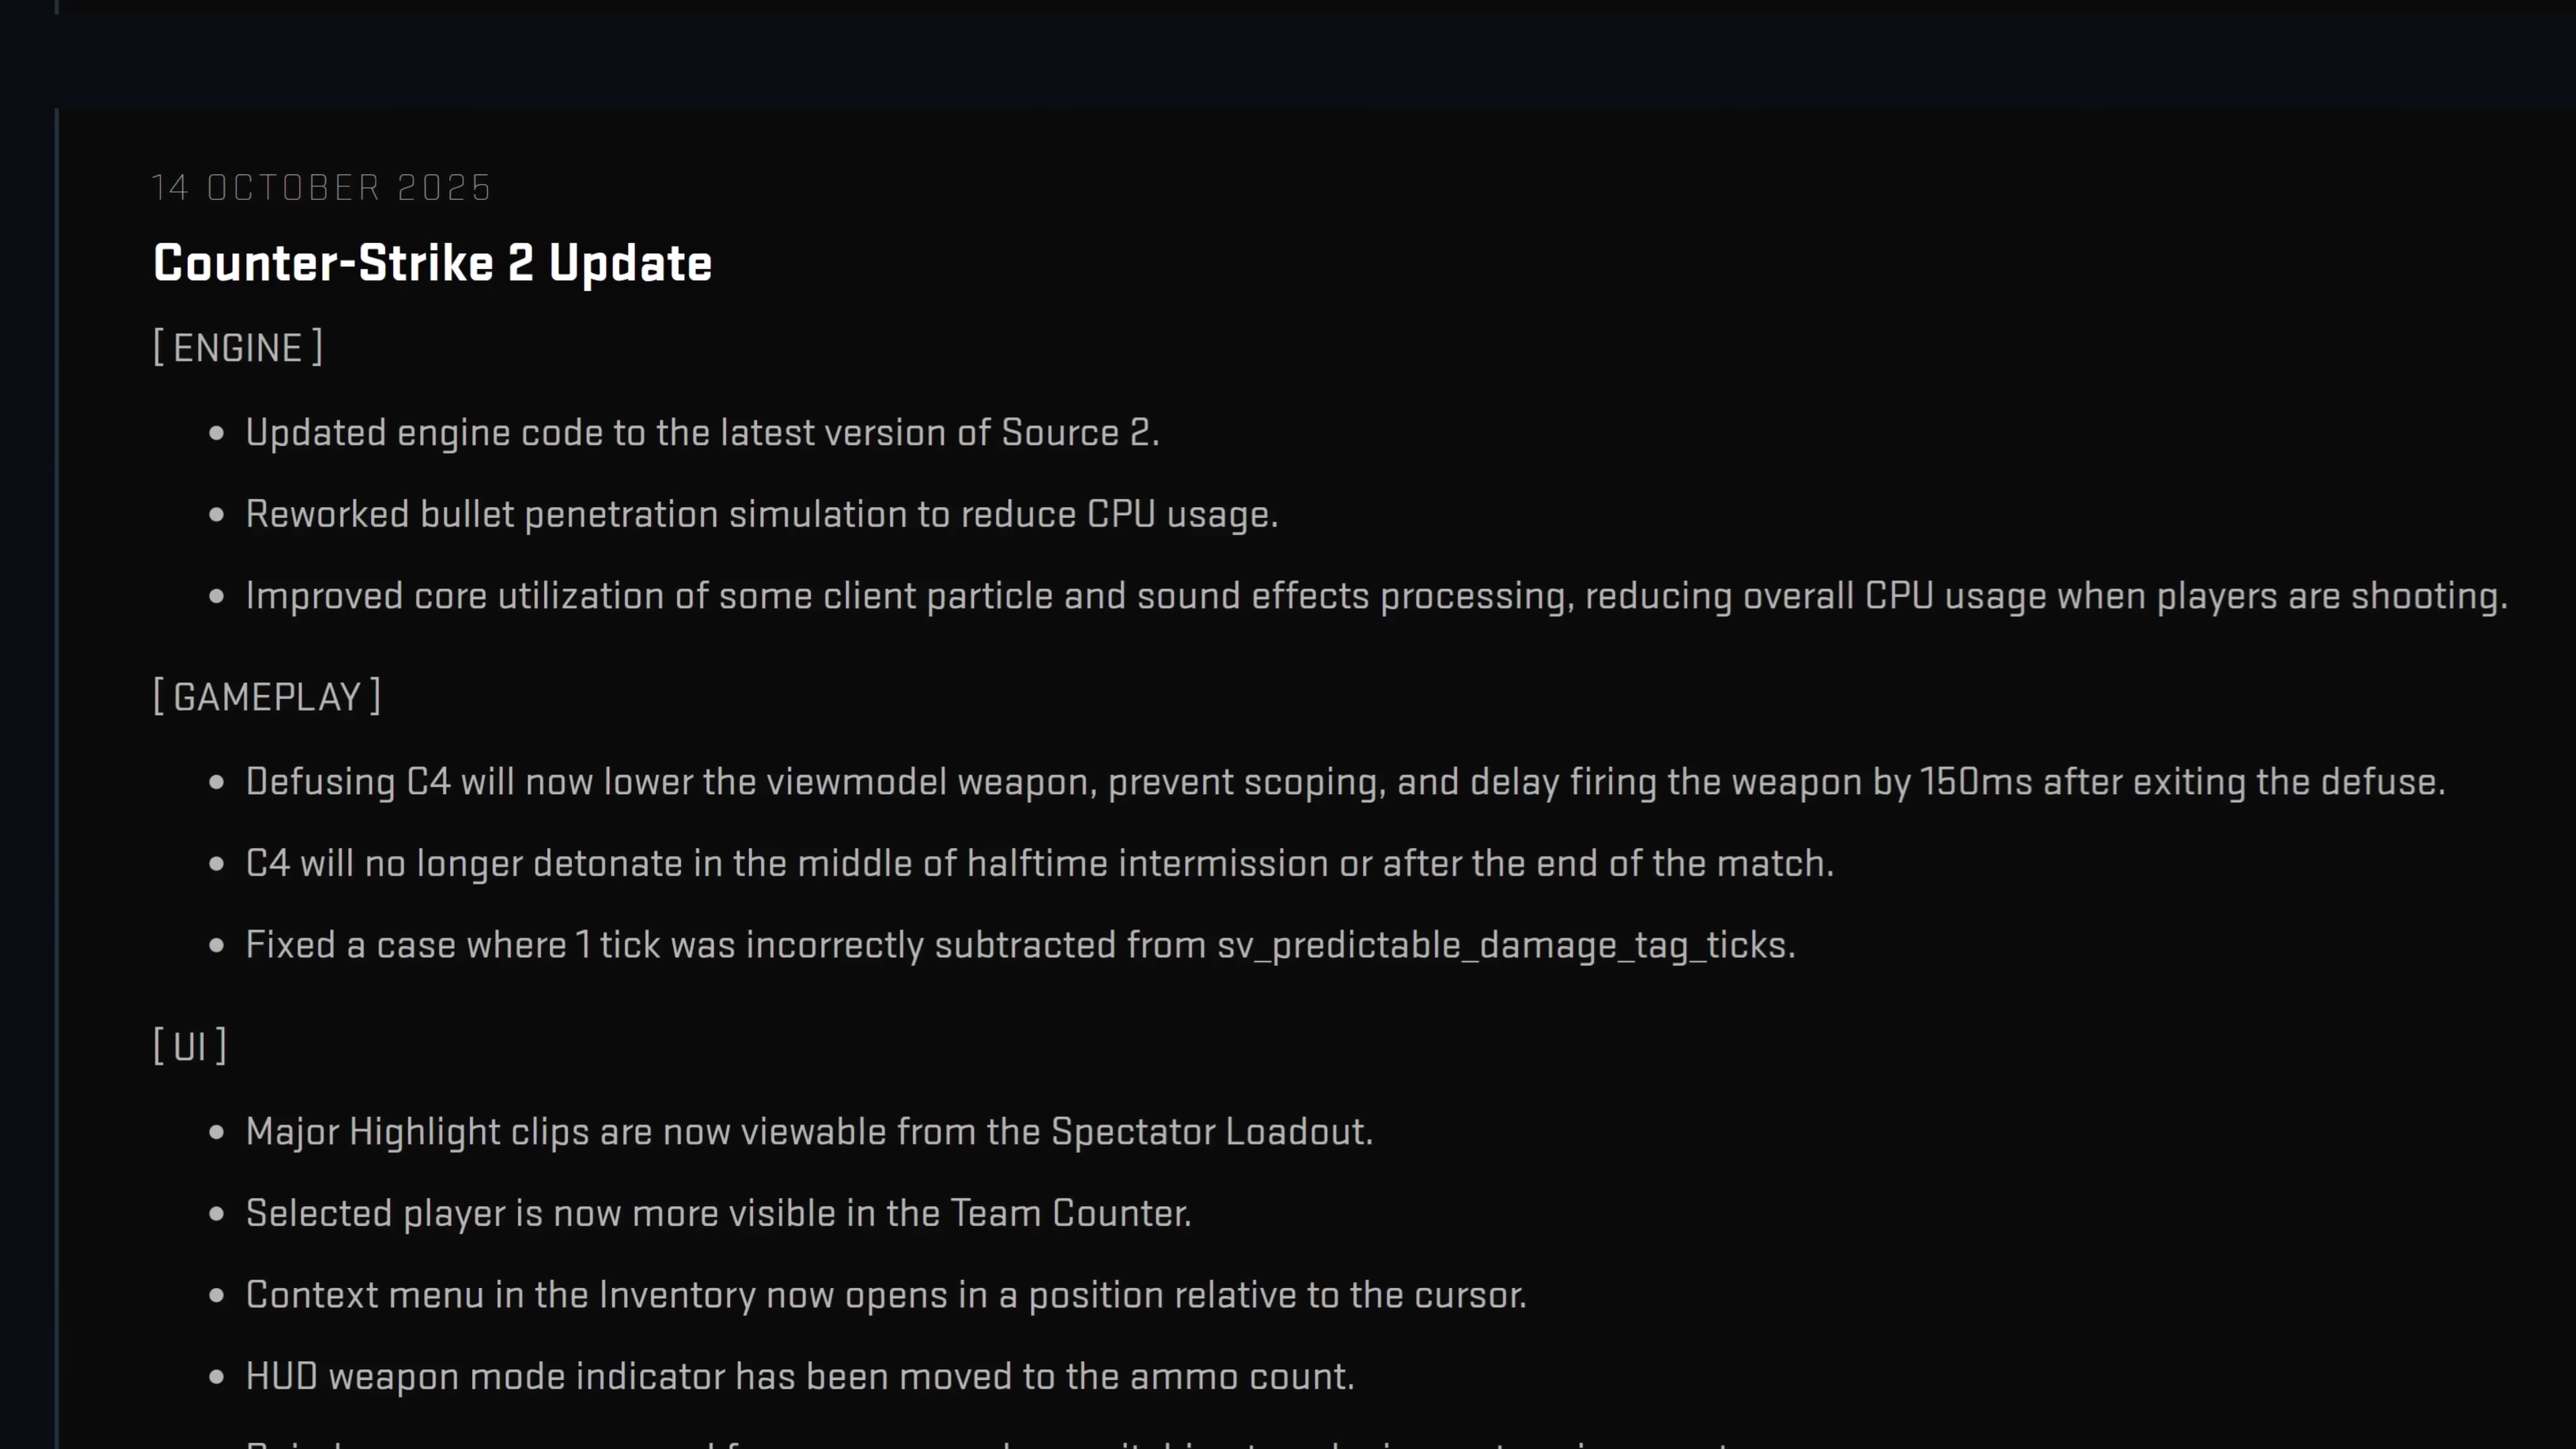 14 OCTOBER 2025
Counter-Strike 2 Update
[ ENGINE ]
• Updated engine code to the latest version of Source 2.
• Reworked bullet penetration simulation to reduce CPU usage.
• Improved core utilization of some client particle and sound effects processing, reducing overall CPU usage when players are shooting.
[ GAMEPLAY ]
• Defusing C4 will now lower the viewmodel weapon, prevent scoping, and delay firing the weapon by 150ms after exiting the defuse.
• C4 will no longer detonate in the middle of halftime intermission or after the end of the match.
• Fixed a case where 1 tick was incorrectly subtracted from sv_predictable_damage_tag_ticks.
[ UI ]
• Major Highlight clips are now viewable from the Spectator Loadout.
• Selected player is now more visible in the Team Counter.
• Context menu in the Inventory now opens in a position relative to the cursor.
• HUD weapon mode indicator has been moved to the ammo count.